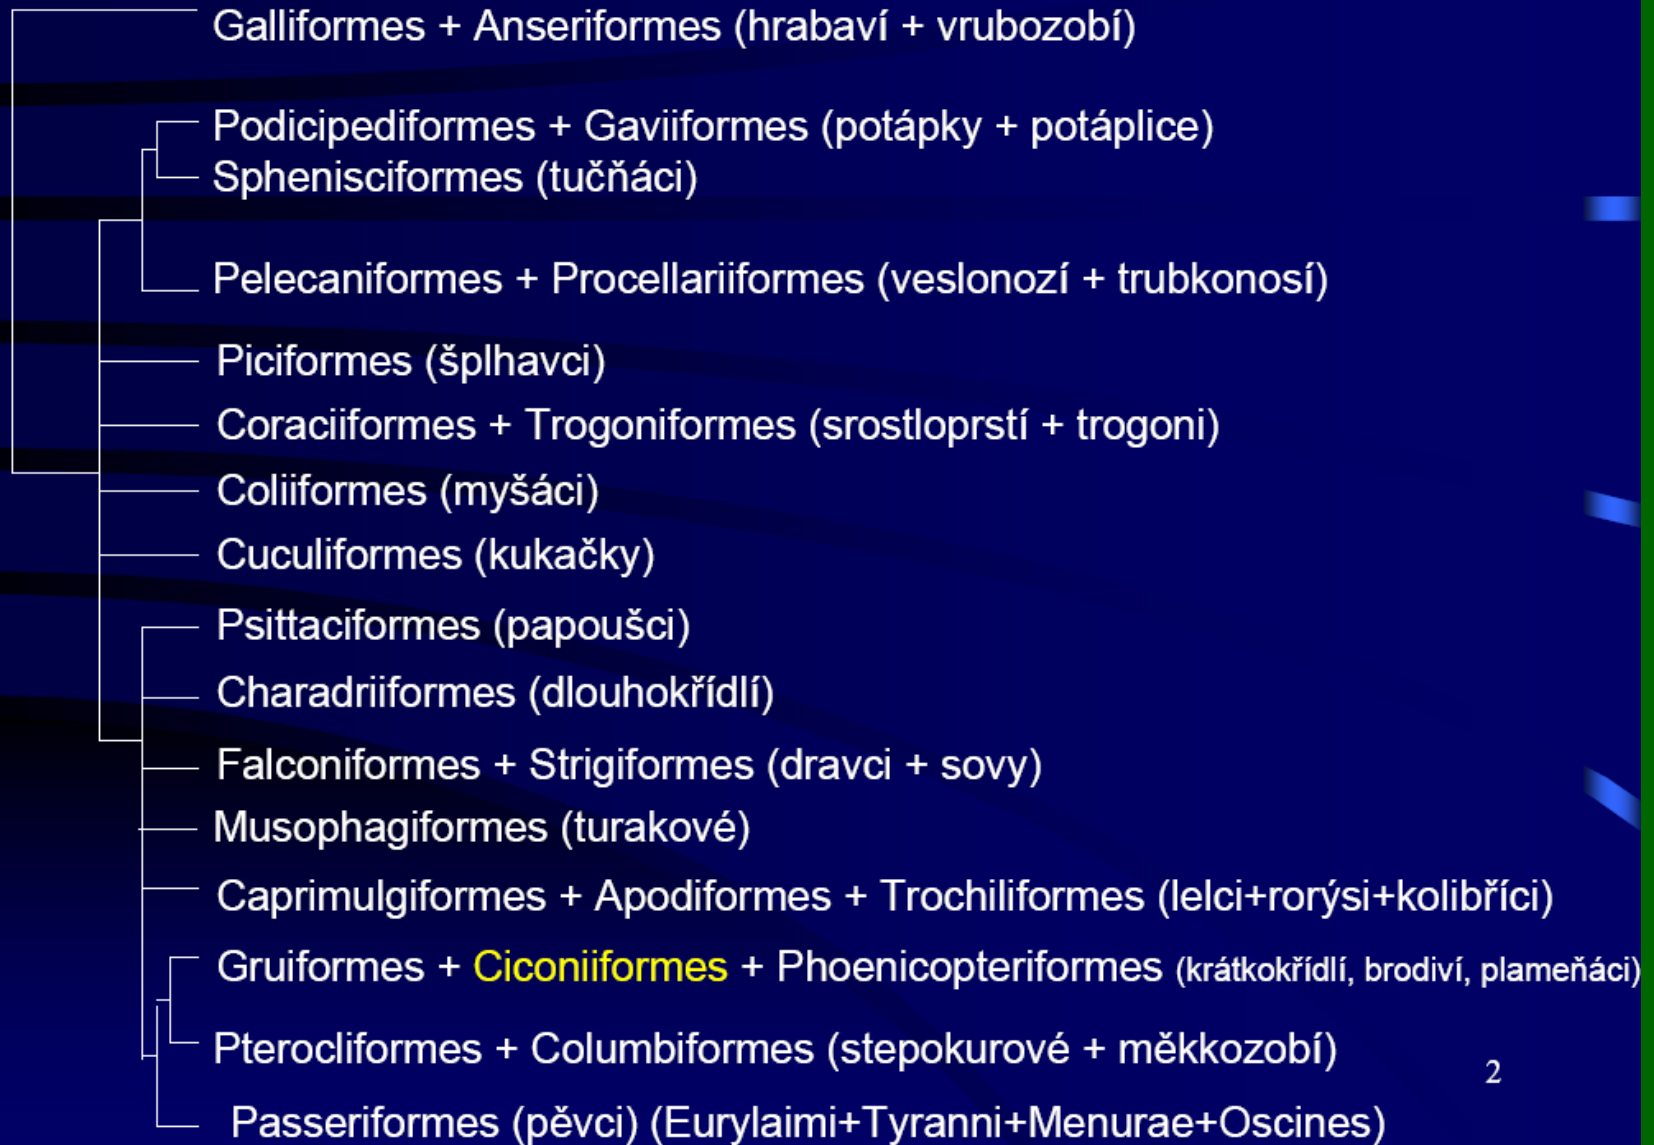 Galliformes + Anseriformes (hrabaví + vrubozobí)
Podicipediformes + Gaviiformes (potápky + potáplice)
Sphenisciformes (tučňáci)
Pelecaniformes + Procellariiformes (veslonozí + trubkonosí)
Piciformes (šplhavci)
Coraciiformes + Trogoniformes (srostloprstí + trogoni)
Coliiformes (myšáci)
Cuculiformes (kukačky)
Psittaciformes (papoušci)
Charadriiformes (dlouhokřídlí)
Falconiformes + Strigiformes (dravci + sovy)
Musophagiformes (turakové)
Caprimulgiformes + Apodiformes + Trochiliformes (lelci+rorýsi+kolibříci)
Gruiformes + Ciconiiformes + Phoenicopteriformes (krátkokřídlí, brodiví, plameňáci)
Pterocliformes + Columbiformes (stepokurové + měkkozobí)
2
Passeriformes (pěvci) (Eurylaimi+Tyranni+Menurae+Oscines)